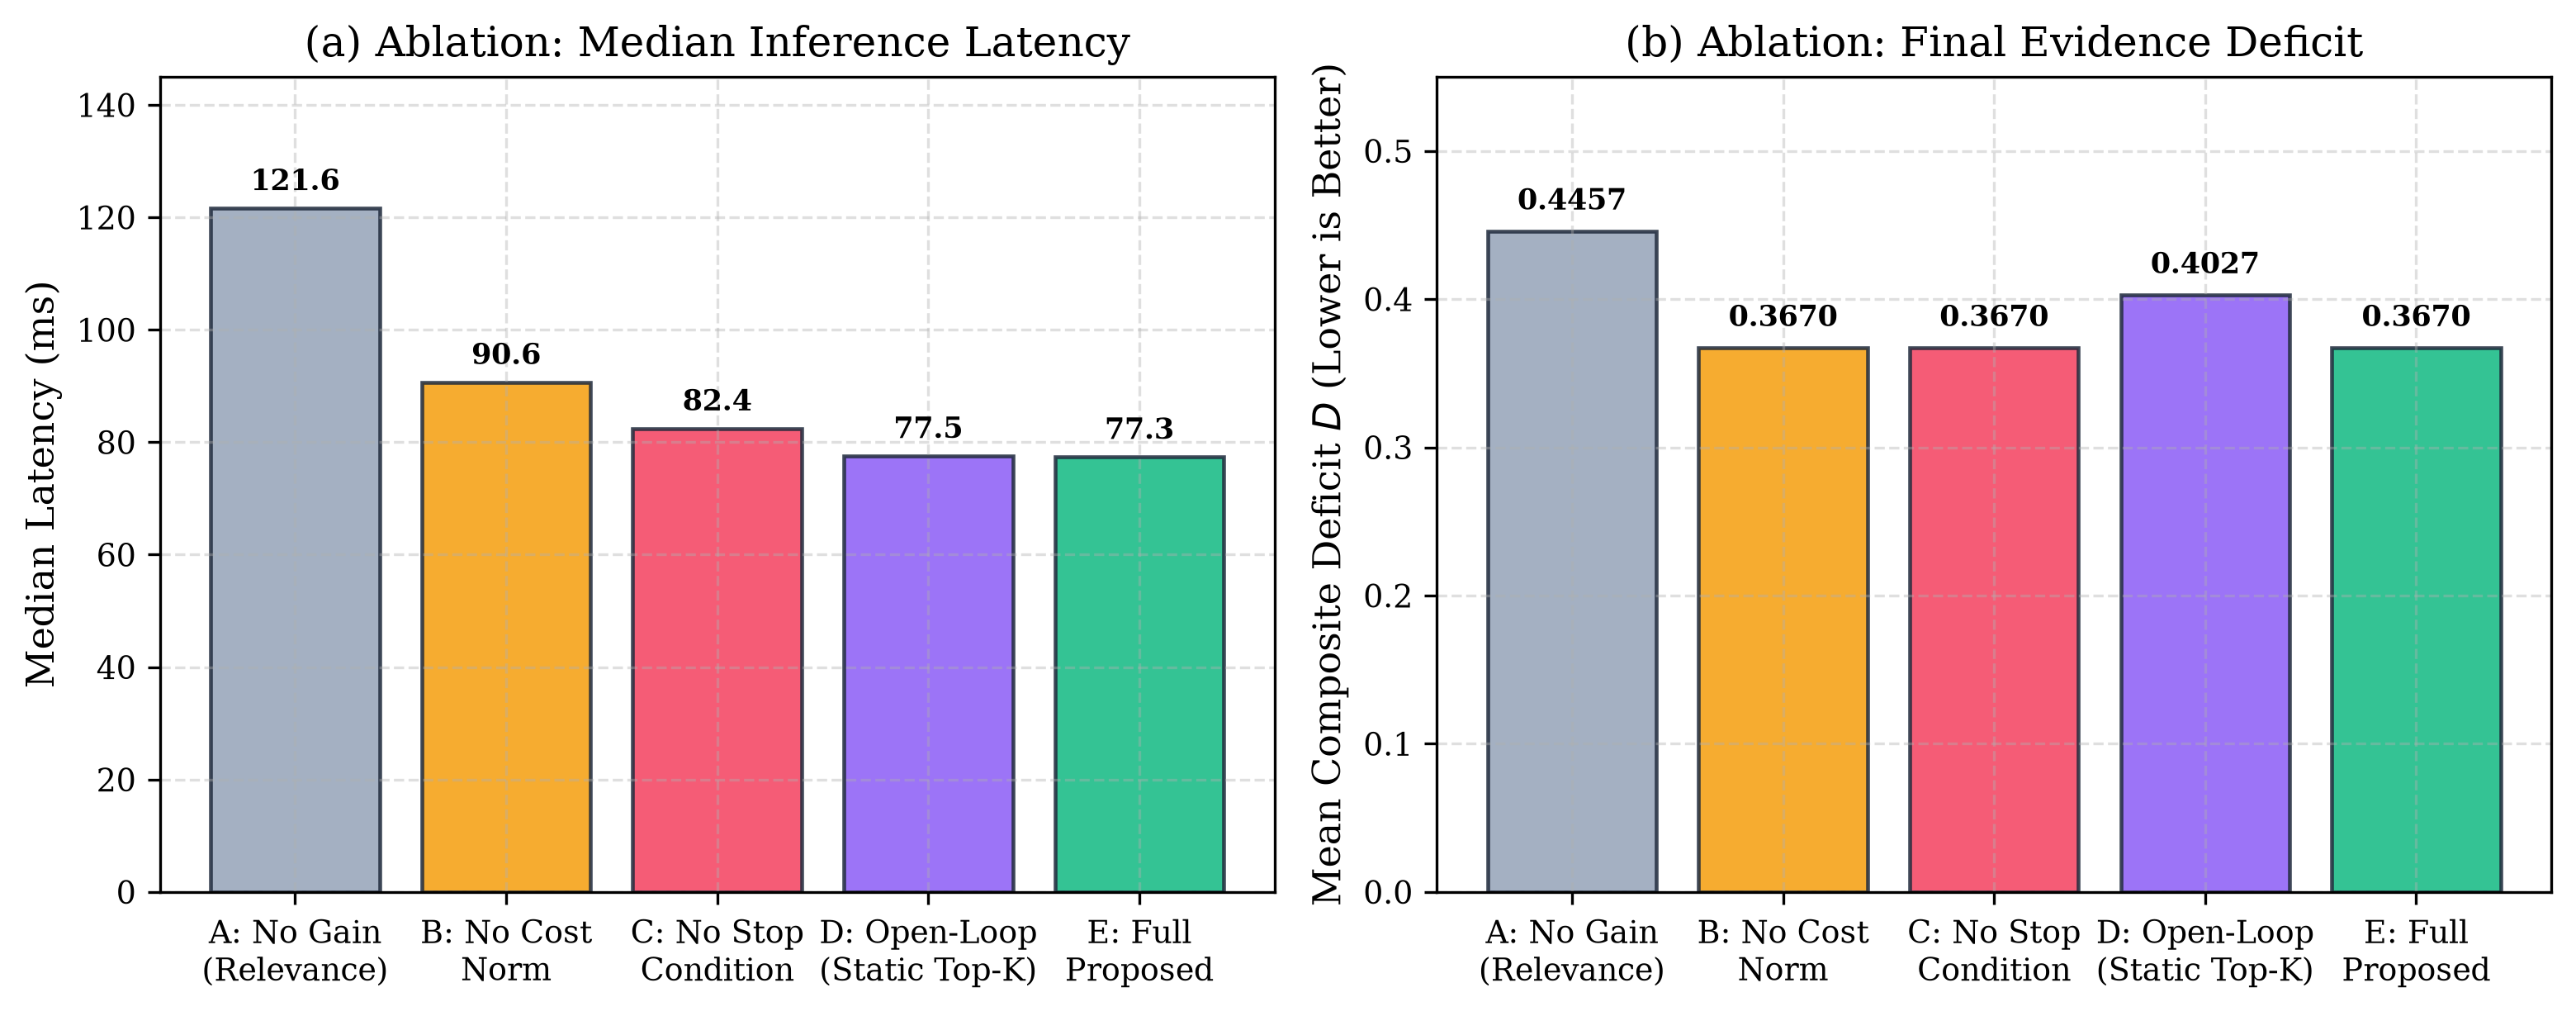 (a) Ablation: Median Inference Latency
Median Latency (ms)
140
120
100
80
60
40
20
0
121.6
90.6
82.4
77.5
77.3
A: No Gain
(Relevance)
B: No Cost
Norm
C: No Stop
Condition
D: Open-Loop
(Static Top-K)
E: Full
Proposed
(b) Ablation: Final Evidence Deficit
Mean Composite Deficit D (Lower is Better)
0.5
0.4
0.3
0.2
0.1
0.0
0.4457
0.3670
0.3670
0.4027
0.3670
A: No Gain
(Relevance)
B: No Cost
Norm
C: No Stop
Condition
D: Open-Loop
(Static Top-K)
E: Full
Proposed